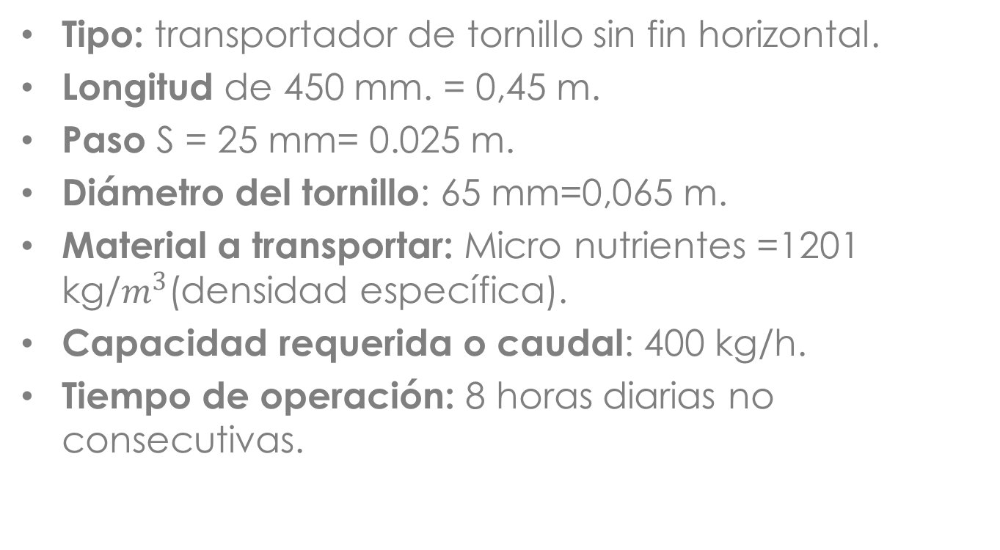 • Tipo: transportador de tornillo sin fin horizontal.
• Longitud de 450 mm. = 0,45 m.
• Paso S = 25 mm= 0.025 m.
• Diámetro del tornillo: 65 mm=0,065 m.
• Material a transportar: Micro nutrientes =1201
kg/𝑚³(densidad específica).
• Capacidad requerida o caudal: 400 kg/h.
• Tiempo de operación: 8 horas diarias no
consecutivas.